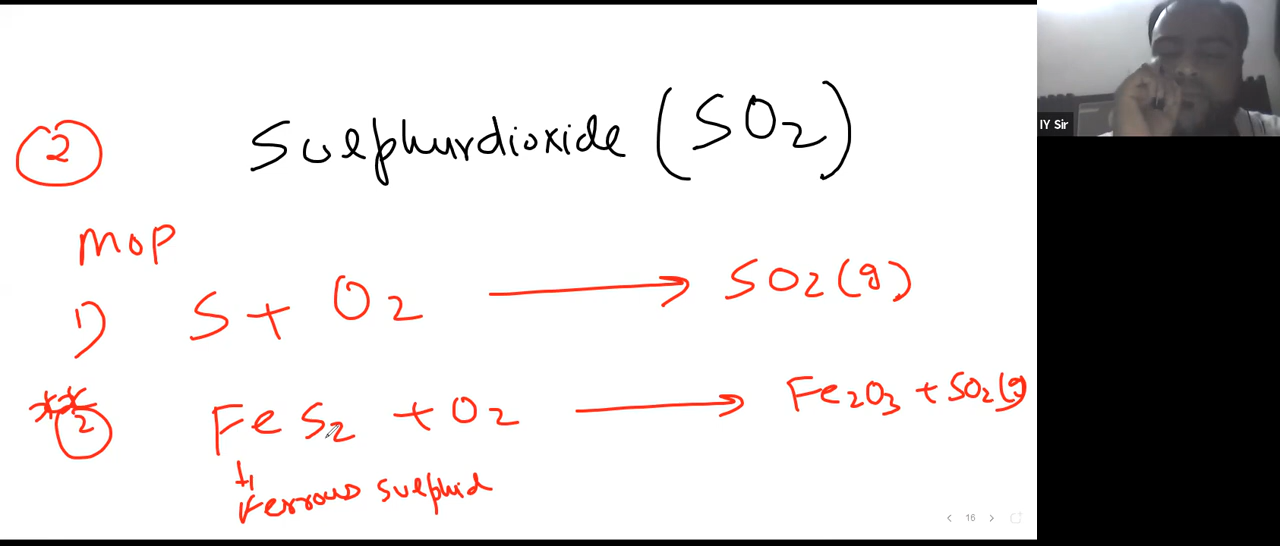 IY Sir
2
Sulphurdioxide (SO2)
MOP
1) S + O2 → SO2(g)
**2 FeS2 + O2 → Fe2O3 + SO2(g)
Ferrous sulphid
16